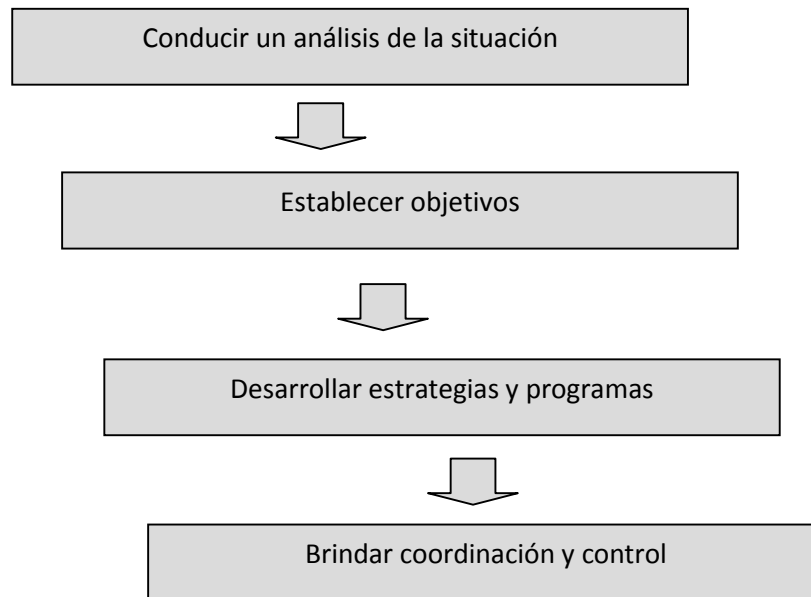 Conducir un análisis de la situación
Establecer objetivos
Desarrollar estrategias y programas
Brindar coordinación y control